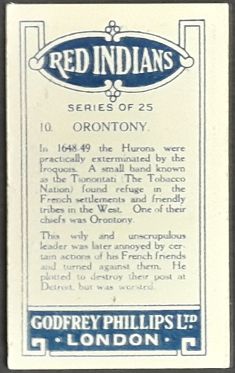 RED INDIANS
SERIES OF 25
10. ORONTONY.
In 1648-49 the Hurons were
practically exterminated by the
Iroquois. A small band known
as the Tionontati (The Tobacco
Nation) found refuge in the
French settlements and friendly
tribes in the West. One of their
chiefs was Orontony.
This wily and unscrupulous
leader was later annoyed by cer-
tain actions of his French friends
and turned against them. He
plotted to destroy their post at
Detroit, but was worsted.
GODFREY PHILLIPS LTD
· LONDON ·